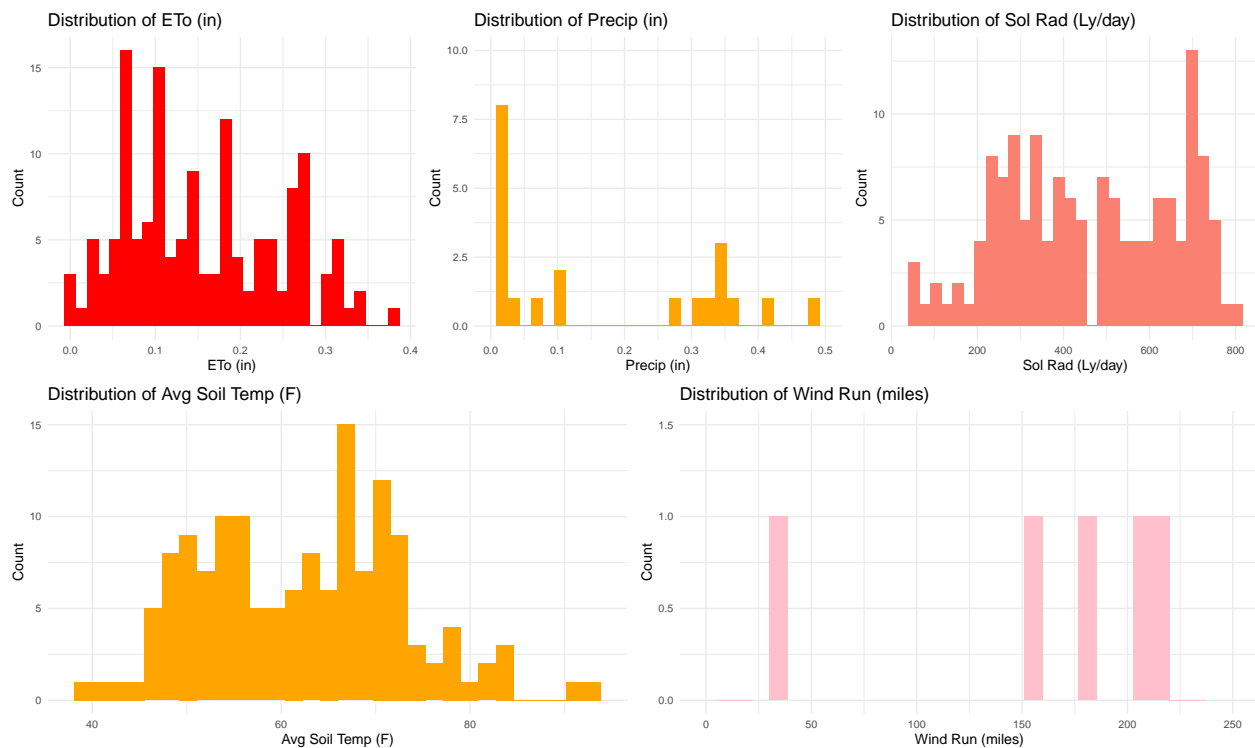 Distribution of ETo (in)
15
10
5
0
Count
0.0 0.1 0.2 0.3 0.4
ETo (in)
Distribution of Precip (in)
10.0
7.5
5.0
2.5
0.0
Count
0.0 0.1 0.2 0.3 0.4 0.5
Precip (in)
Distribution of Sol Rad (Ly/day)
10
5
0
Count
0 200 400 600 800
Sol Rad (Ly/day)
Distribution of Avg Soil Temp (F)
15
10
5
0
Count
40 60 80
Avg Soil Temp (F)
Distribution of Wind Run (miles)
1.5
1.0
0.5
0.0
Count
0 50 100 150 200 250
Wind Run (miles)